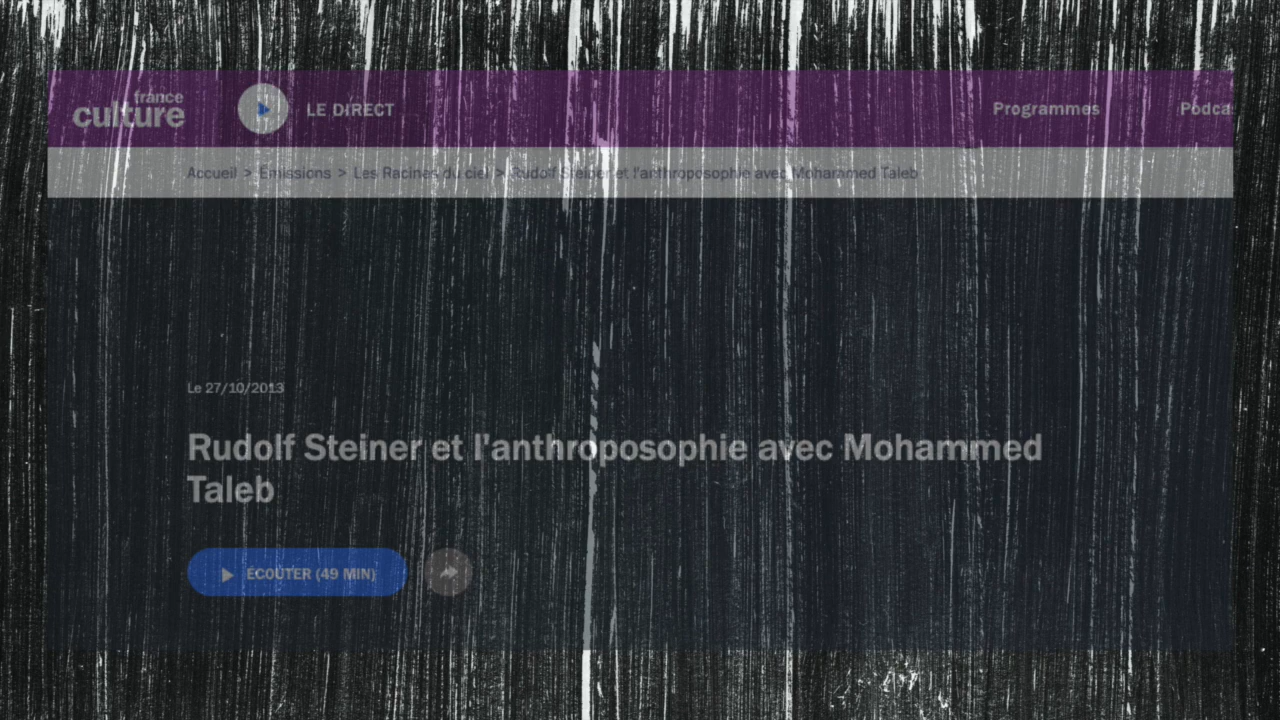 france
culture
LE DIRECT
Programmes
Podca
Accueil > Émissions > Les Racines du ciel > Rudolf Steiner et l'anthroposophie avec Mohammed Taleb
Le 27/10/2013
Rudolf Steiner et l'anthroposophie avec Mohammed
Taleb
ÉCOUTER (49 MIN)